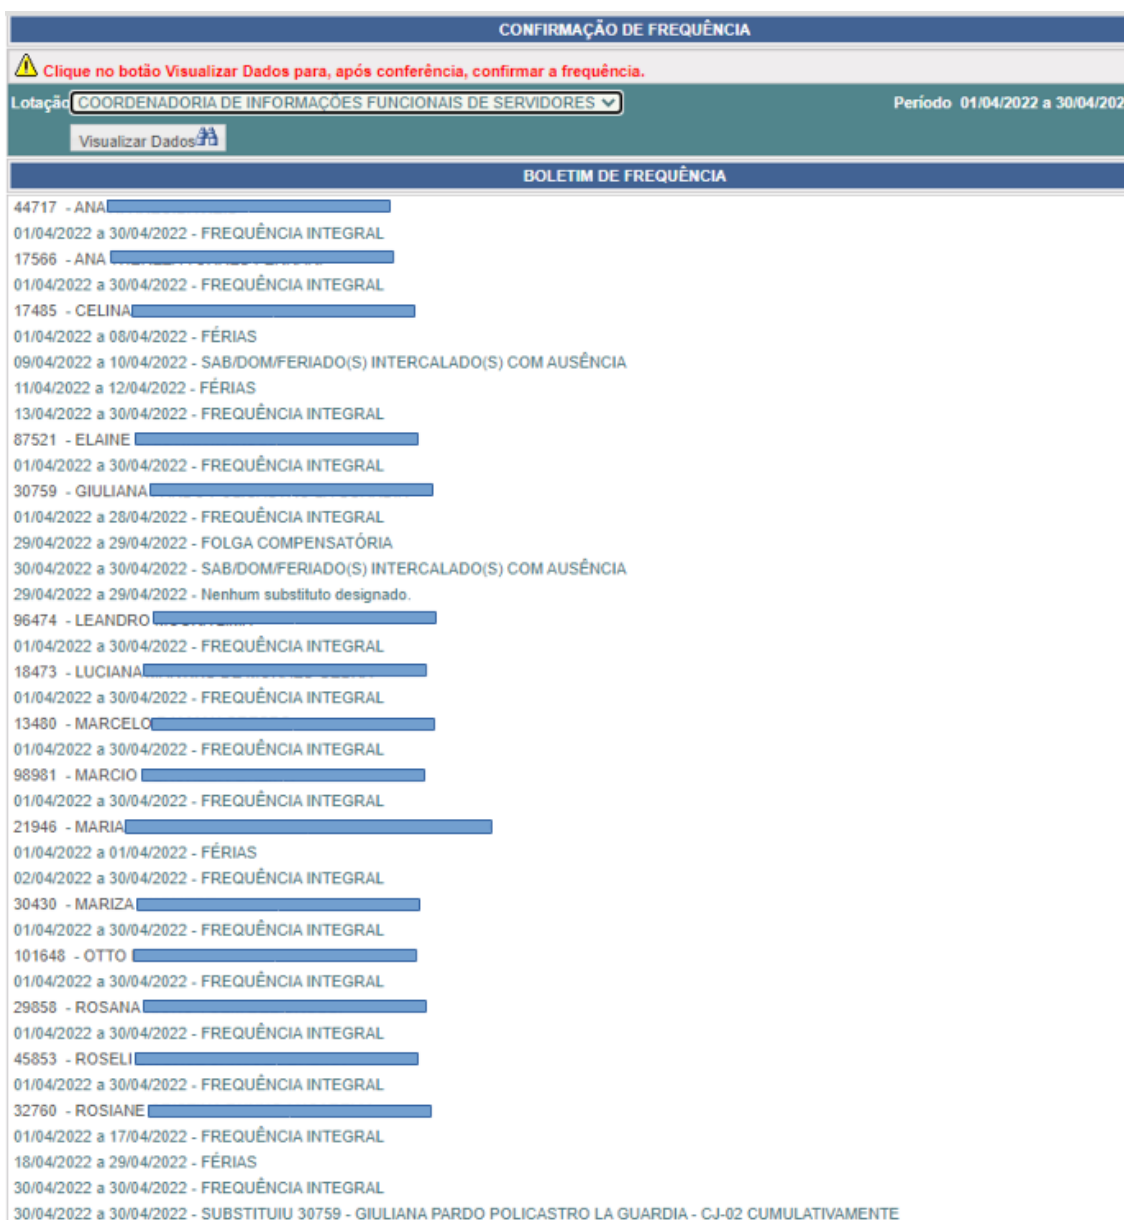 CONFIRMAÇÃO DE FREQUÊNCIA
Clique no botão Visualizar Dados para, após conferência, confirmar a frequência.
Lotação COORDENADORIA DE INFORMAÇÕES FUNCIONAIS DE SERVIDORES Período 01/04/2022 a 30/04/202
Visualizar Dados
BOLETIM DE FREQUÊNCIA
44717 - ANA
01/04/2022 a 30/04/2022 - FREQUÊNCIA INTEGRAL
17566 - ANA
01/04/2022 a 30/04/2022 - FREQUÊNCIA INTEGRAL
17485 - CELINA
01/04/2022 a 08/04/2022 - FÉRIAS
09/04/2022 a 10/04/2022 - SAB/DOM/FERIADO(S) INTERCALADO(S) COM AUSÊNCIA
11/04/2022 a 12/04/2022 - FÉRIAS
13/04/2022 a 30/04/2022 - FREQUÊNCIA INTEGRAL
87521 - ELAINE
01/04/2022 a 30/04/2022 - FREQUÊNCIA INTEGRAL
30759 - GIULIANA
01/04/2022 a 28/04/2022 - FREQUÊNCIA INTEGRAL
29/04/2022 a 29/04/2022 - FOLGA COMPENSATÓRIA
30/04/2022 a 30/04/2022 - SAB/DOM/FERIADO(S) INTERCALADO(S) COM AUSÊNCIA
29/04/2022 a 29/04/2022 - Nenhum substituto designado.
96474 - LEANDRO
01/04/2022 a 30/04/2022 - FREQUÊNCIA INTEGRAL
18473 - LUCIANA
01/04/2022 a 30/04/2022 - FREQUÊNCIA INTEGRAL
13480 - MARCELO
01/04/2022 a 30/04/2022 - FREQUÊNCIA INTEGRAL
98981 - MARCIO
01/04/2022 a 30/04/2022 - FREQUÊNCIA INTEGRAL
21946 - MARIA
01/04/2022 a 01/04/2022 - FÉRIAS
02/04/2022 a 30/04/2022 - FREQUÊNCIA INTEGRAL
30430 - MARIZA
01/04/2022 a 30/04/2022 - FREQUÊNCIA INTEGRAL
101648 - OTTO
01/04/2022 a 30/04/2022 - FREQUÊNCIA INTEGRAL
29858 - ROSANA
01/04/2022 a 30/04/2022 - FREQUÊNCIA INTEGRAL
45853 - ROSELI
01/04/2022 a 30/04/2022 - FREQUÊNCIA INTEGRAL
32760 - ROSIANE
01/04/2022 a 17/04/2022 - FREQUÊNCIA INTEGRAL
18/04/2022 a 29/04/2022 - FÉRIAS
30/04/2022 a 30/04/2022 - FREQUÊNCIA INTEGRAL
30/04/2022 a 30/04/2022 - SUBSTITUIU 30759 - GIULIANA PARDO POLICASTRO LA GUARDIA - CJ-02 CUMULATIVAMENTE